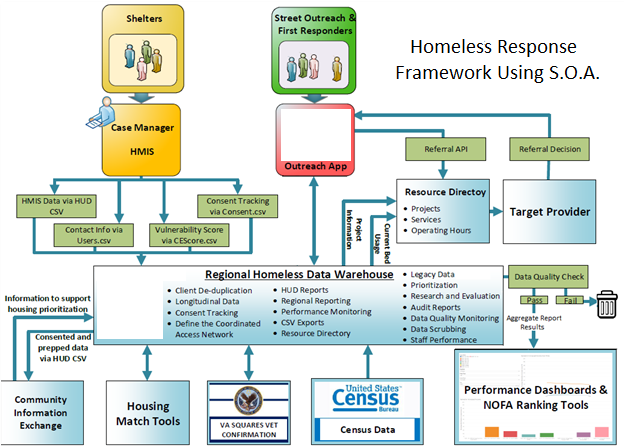 Shelters
Street Outreach &
First Responders
Homeless Response
Framework Using S.O.A.
Case Manager
HMIS
Outreach App
Referral API
Referral Decision
HMIS Data via HUD
CSV
Consent Tracking
via Consent.csv
Contact Info via
Users.csv
Vulnerability Score
via CEScore.csv
Project
Information
Current Bed
Usage
Resource Directoy
• Projects
• Services
• Operating Hours
Target Provider
Regional Homeless Data Warehouse
• Client De-duplication
• Longitudinal Data
• Consent Tracking
• Define the Coordinated
Access Network
• HUD Reports
• Regional Reporting
• Performance Monitoring
• CSV Exports
• Resource Directory
• Legacy Data
• Prioritization
• Research and Evaluation
• Audit Reports
• Data Quality Monitoring
• Data Scrubbing
• Staff Performance
Data Quality Check
Pass
Fail
Aggregate Report
Results
Information to support
housing prioritization
Consented and
prepped data
via HUD CSV
Community
Information
Exchange
Housing
Match Tools
VA SQUARES VET
CONFIRMATION
United States
Census
Bureau
Census Data
Performance Dashboards &
NOFA Ranking Tools